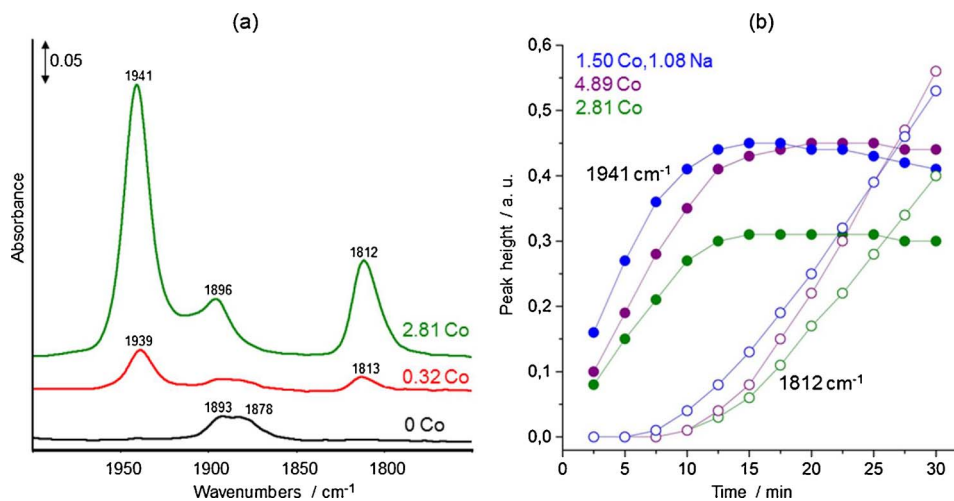 (a)
0.05
1941
1896
1812
2.81 Co
1939
1813
0.32 Co
1893
1878
0 Co
Absorbance
1950
1900
1850
1800
Wavenumbers / cm-1
(b)
0,6
0,5
0,4
0,3
0,2
0,1
0,0
Peak height / a. u.
1.50 Co,1.08 Na
4.89 Co
2.81 Co
1941 cm-1
1812 cm-1
0
5
10
15
20
25
30
Time / min